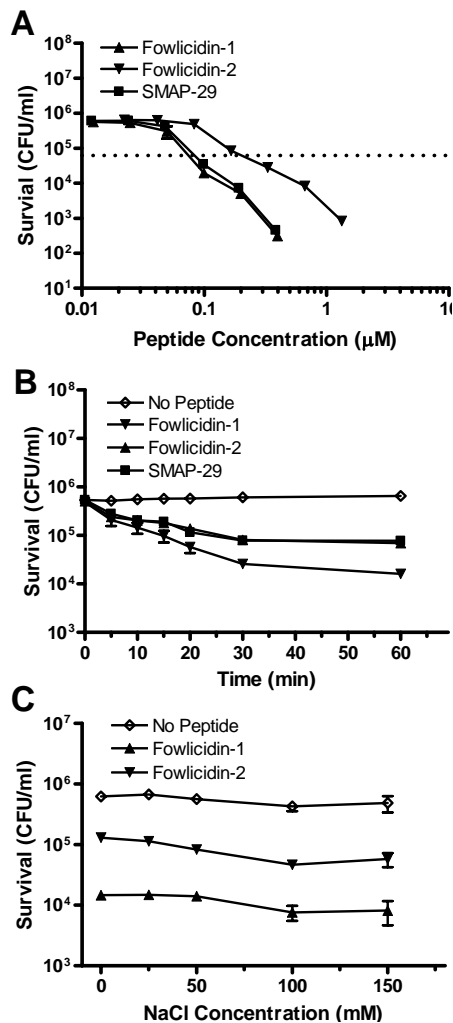 A
Fowlicidin-1
Fowlicidin-2
SMAP-29
Survial (CFU/ml)
10⁸
10⁷
10⁶
10⁵
10⁴
10³
10²
10¹
0.01 0.1 1 10
Peptide Concentration (μM)
B
No Peptide
Fowlicidin-1
Fowlicidin-2
SMAP-29
Survival (CFU/ml)
10⁸
10⁷
10⁶
10⁵
10⁴
10³
0 10 20 30 40 50 60
Time (min)
C
No Peptide
Fowlicidin-1
Fowlicidin-2
Survival (CFU/ml)
10⁷
10⁶
10⁵
10⁴
10³
0 50 100 150
NaCl Concentration (mM)